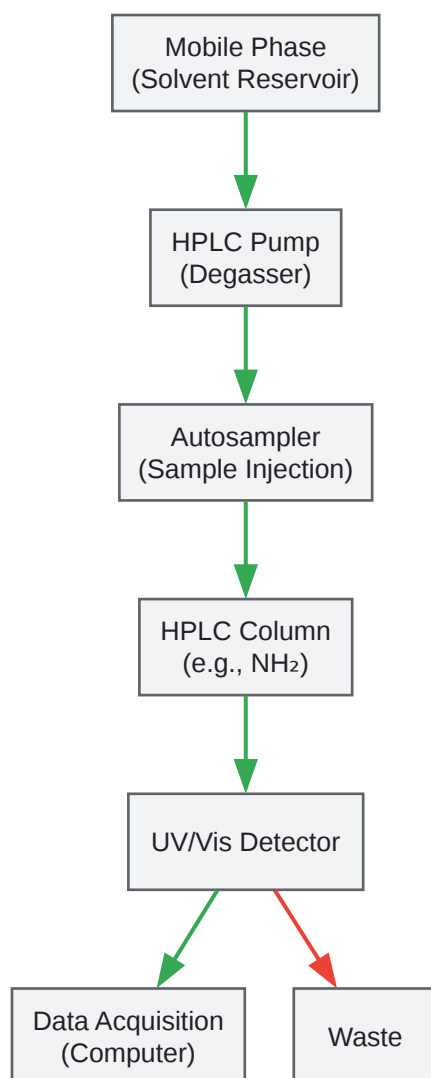 Mobile Phase
(Solvent Reservoir)
HPLC Pump
(Degasser)
Autosampler
(Sample Injection)
HPLC Column
(e.g., NH₂)
UV/Vis Detector
Data Acquisition
(Computer)
Waste